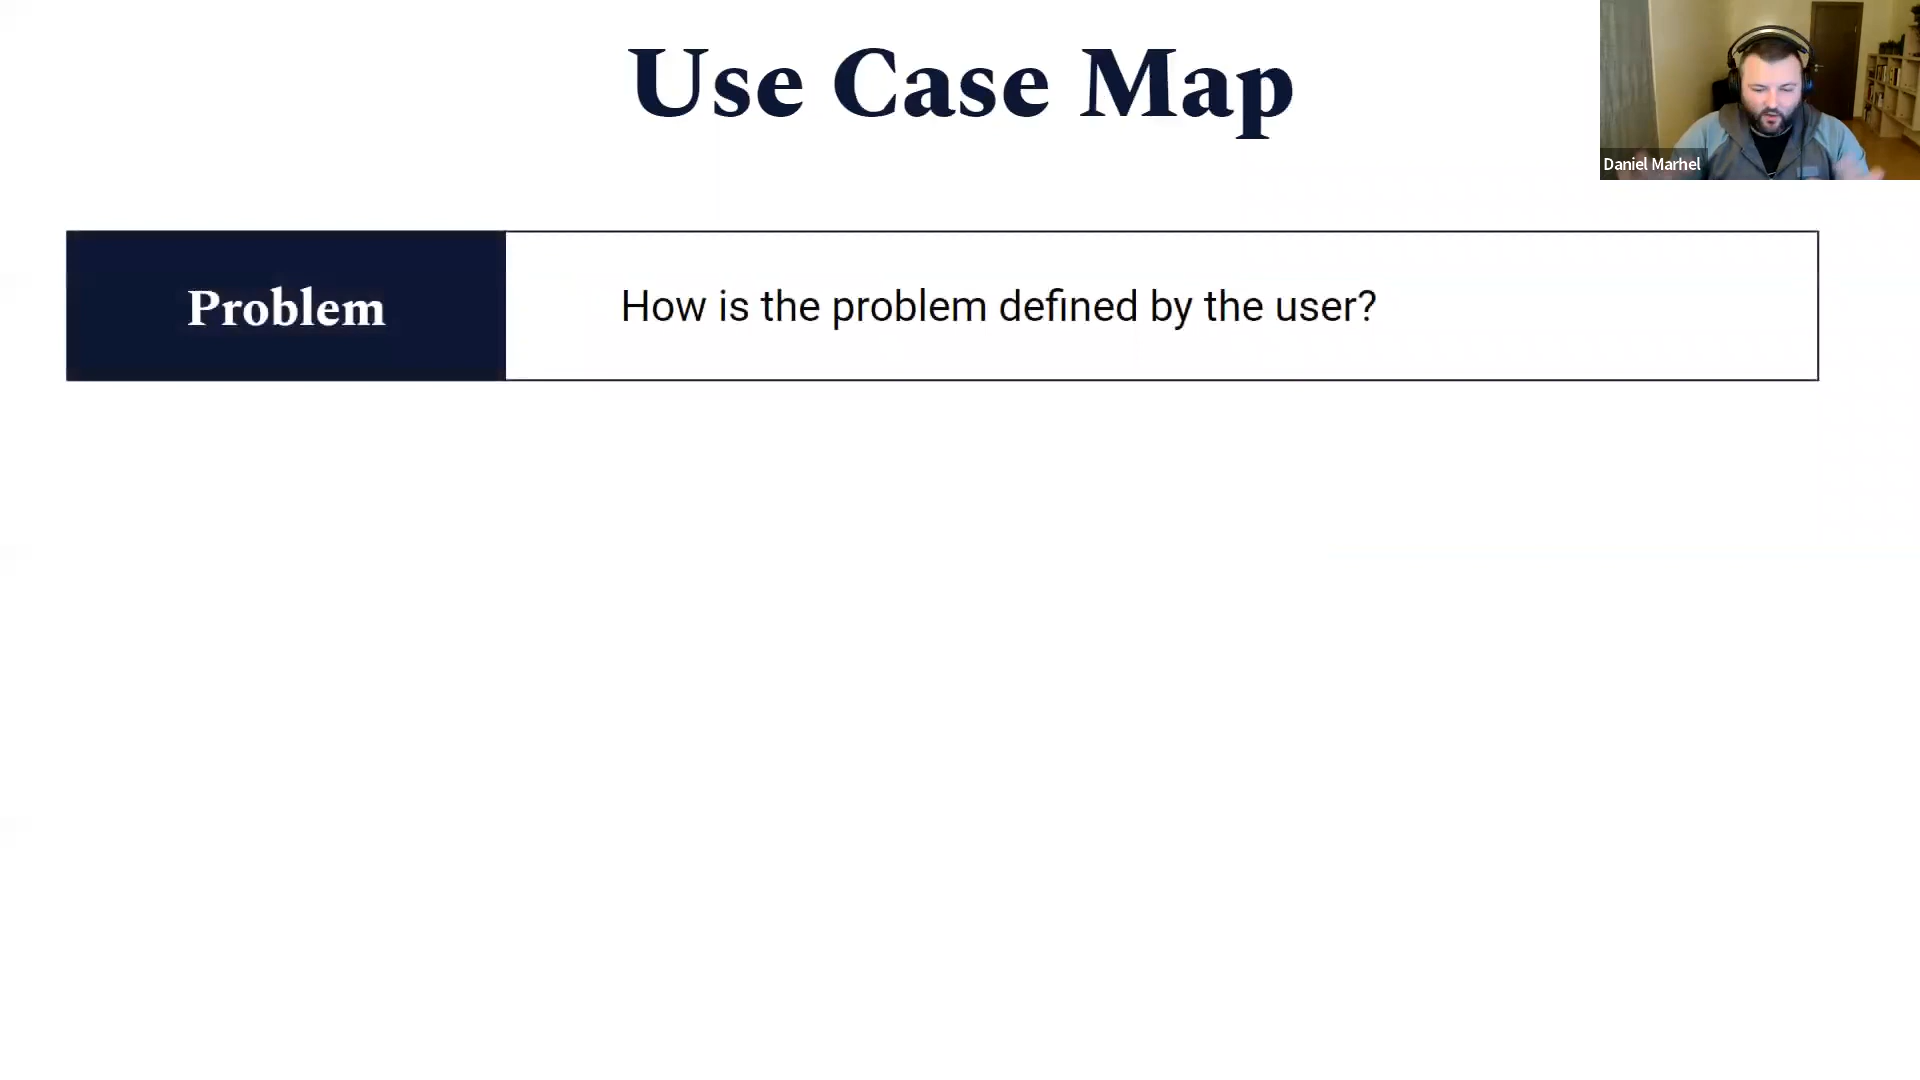 Use Case Map
Daniel Marhel
Problem
How is the problem defined by the user?